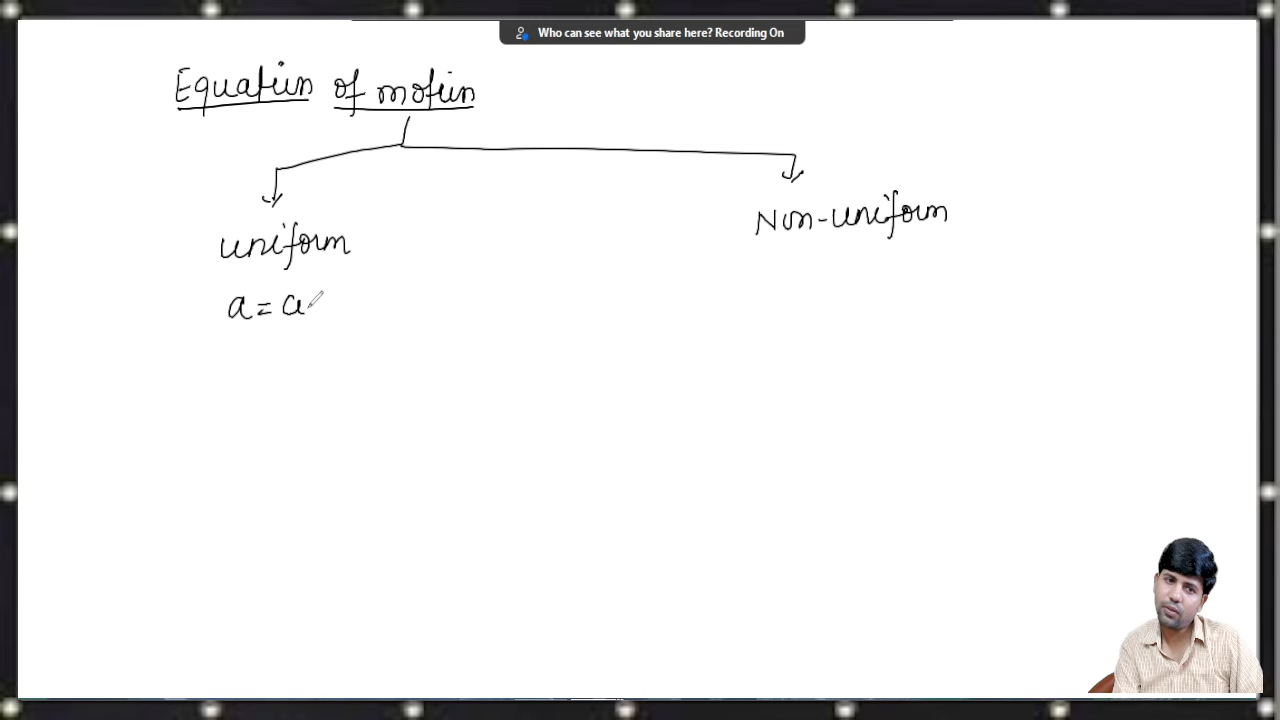 Who can see what you share here? Recording On
Equation of motion
uniform
Non-uniform
a = a